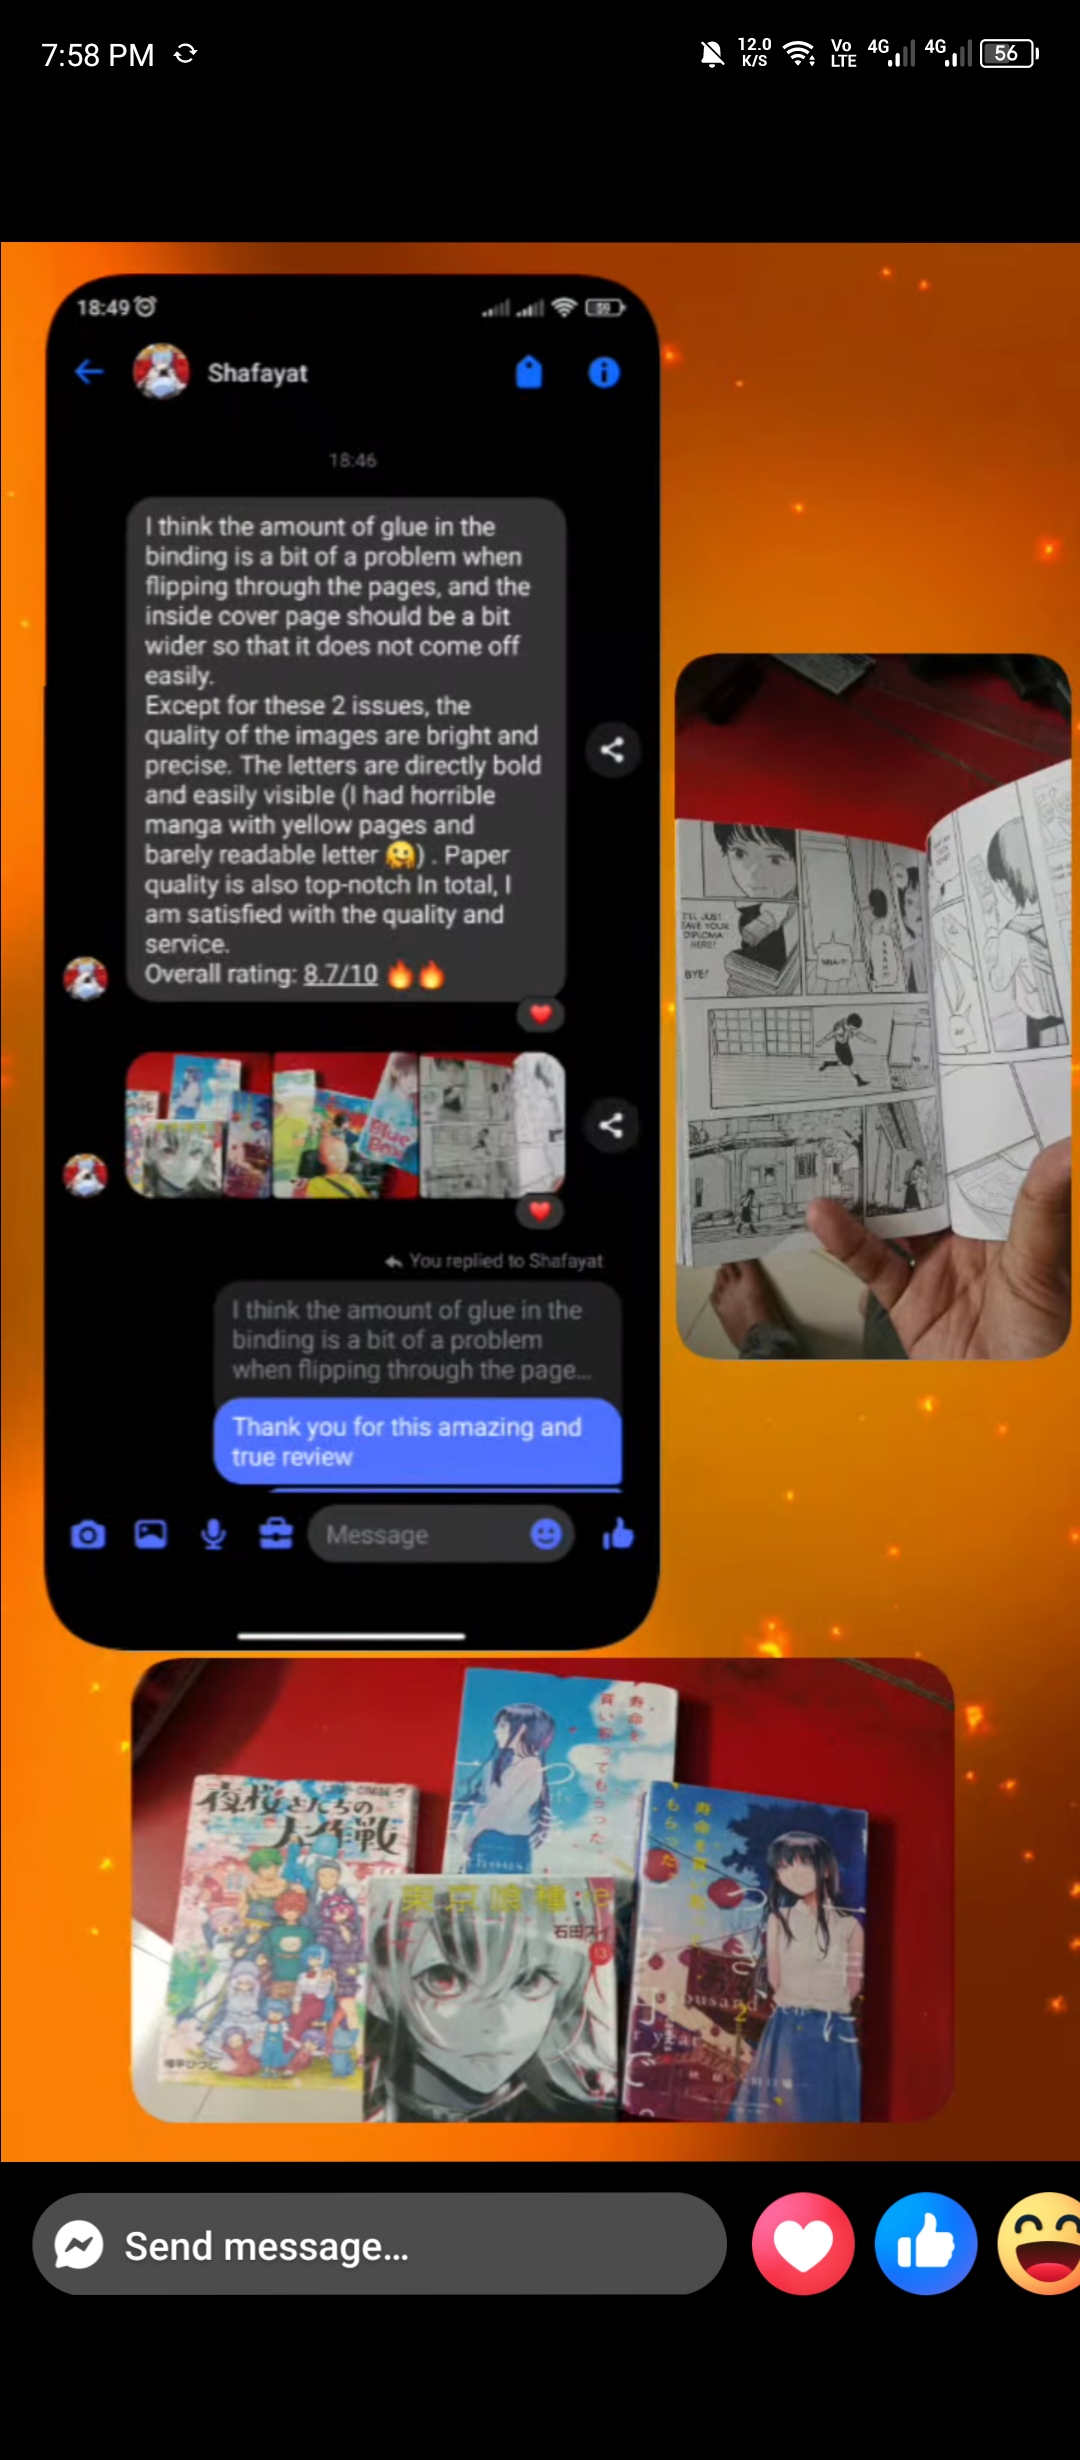 7:58 PM
12.0 K/S
Vo LTE
4G
4G
56
18:49
59
Shafayat
18:46
I think the amount of glue in the
binding is a bit of a problem when
flipping through the pages, and the
inside cover page should be a bit
wider so that it does not come off
easily.
Except for these 2 issues, the
quality of the images are bright and
precise. The letters are directly bold
and easily visible (I had horrible
manga with yellow pages and
barely readable letter 🤗) . Paper
quality is also top-notch In total, I
am satisfied with the quality and
service.
Overall rating: 8.7/10 🔥🔥
Blue
Box
You replied to Shafayat
I think the amount of glue in the
binding is a bit of a problem
when flipping through the page...
Thank you for this amazing and
true review
Message
I'LL JUST
LEAVE YOUR
DIPLOMA
HERE!
BYE!
夜桜さんちの
大作戦
寿命を
買い取ってもらった
東京喰種:re
石田スイ
13
寿命を買い取って
もらった
thousand yen
2
r year
Send message...